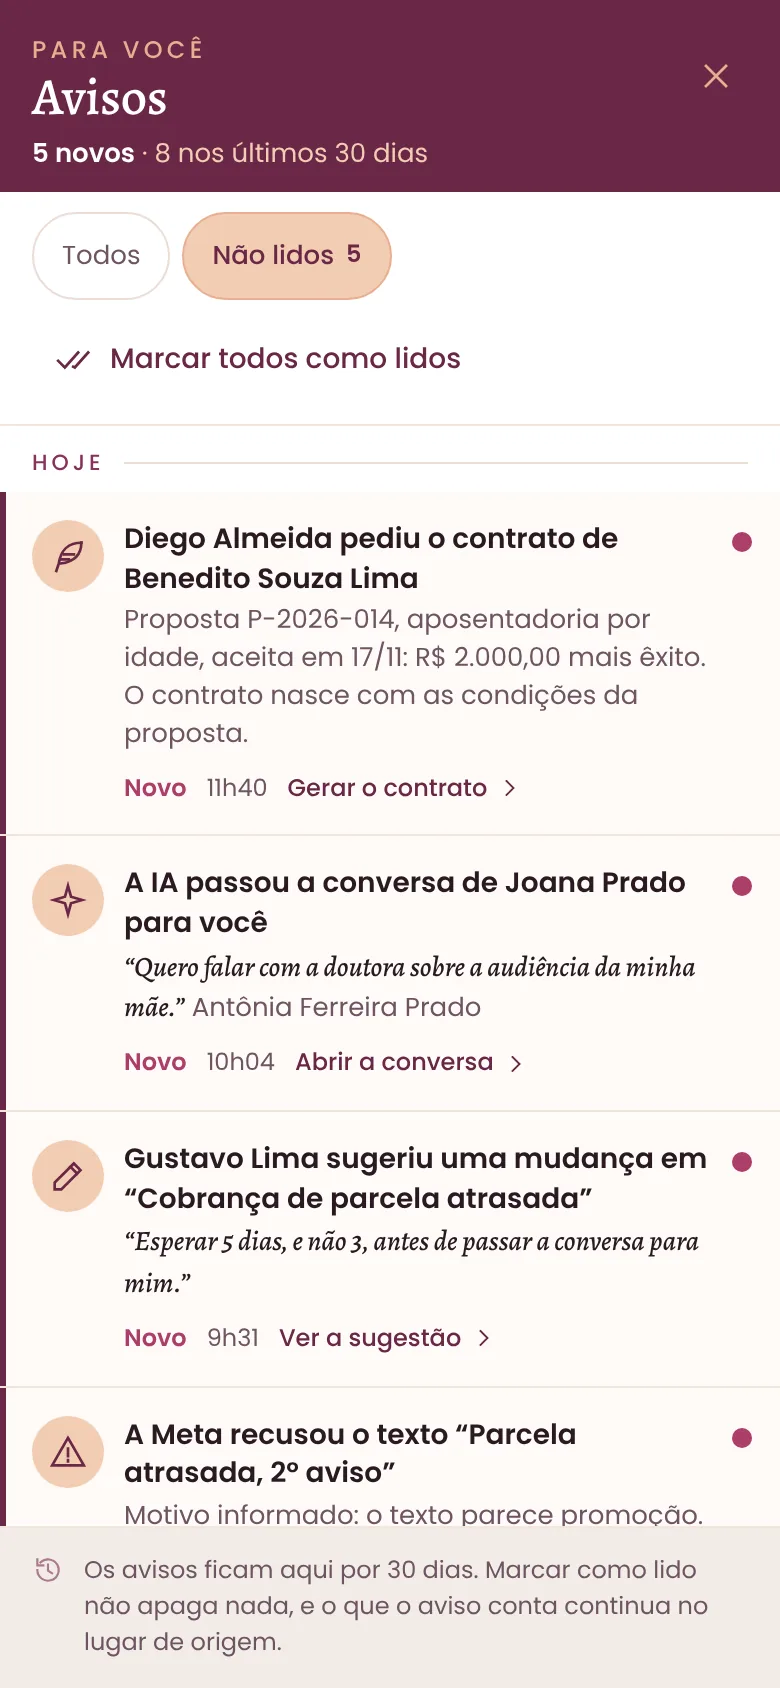 PARA VOCÊ
Avisos
5 novos · 8 nos últimos 30 dias
Todos
Não lidos 5
Marcar todos como lidos
HOJE
Diego Almeida pediu o contrato de
Benedito Souza Lima
Proposta P-2026-014, aposentadoria por
idade, aceita em 17/11: R$ 2.000,00 mais êxito.
O contrato nasce com as condições da
proposta.
Novo 11h40 Gerar o contrato
A IA passou a conversa de Joana Prado
para você
“Quero falar com a doutora sobre a audiência da minha
mãe.” Antônia Ferreira Prado
Novo 10h04 Abrir a conversa
Gustavo Lima sugeriu uma mudança em
“Cobrança de parcela atrasada”
“Esperar 5 dias, e não 3, antes de passar a conversa para
mim.”
Novo 9h31 Ver a sugestão
A Meta recusou o texto “Parcela
atrasada, 2º aviso”
Motivo informado: o texto parece promoção.
Os avisos ficam aqui por 30 dias. Marcar como lido
não apaga nada, e o que o aviso conta continua no
lugar de origem.